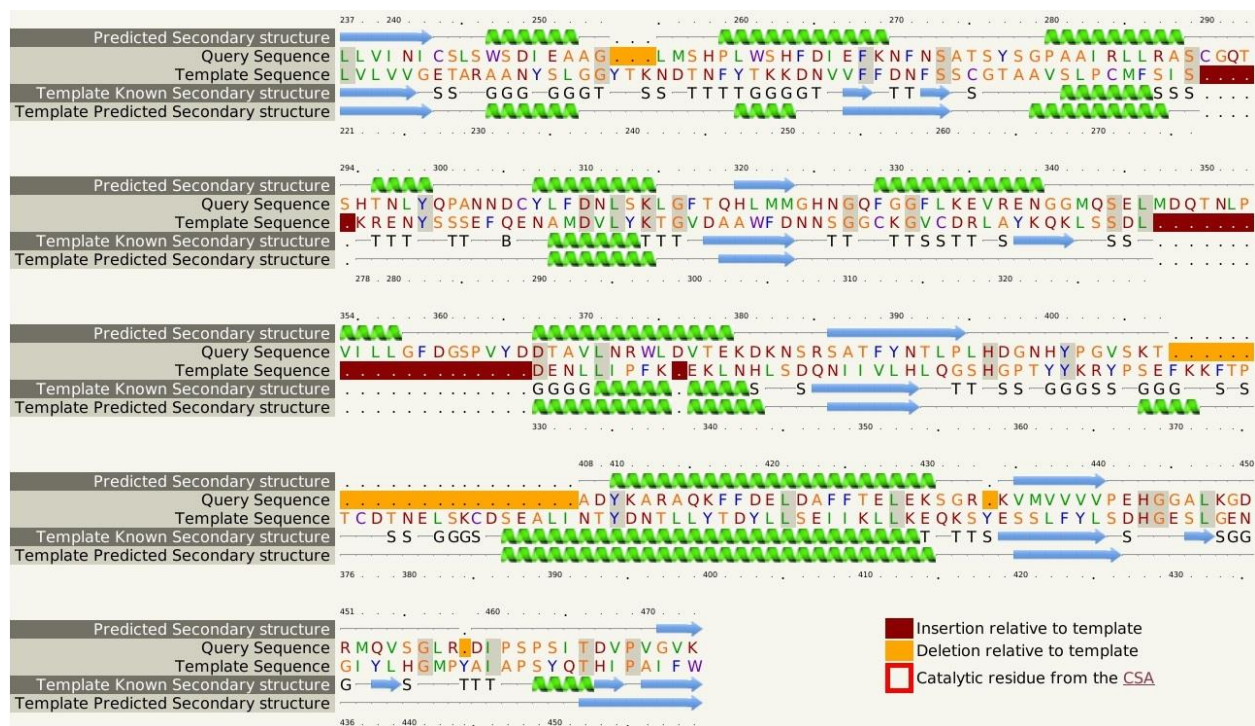 237 240 250 260 270 280 290
Predicted Secondary structure
Query Sequence LLVINICSLSWSDIEAAG...LMSHPLWSHFDIEFKNFNSATSYSGPAAIRLLRASCGQT
Template Sequence LVLVVGETARAANYSLGGYTKNDTNFYTKKDNVVFFDNFSSCGTAAVSLPCMFSIS....
Template Known Secondary structure SS GGG GGGT SS TTTTGGGGT TT S SSS ....
Template Predicted Secondary structure ....
221 230 240 250 260 270
294 300 310 320 330 340 350
Predicted Secondary structure
Query Sequence SHTNLYQPANNDCYLFDNLSKLGFTQHLMMGHNGQFGGFLKEVRENGGMQSELMDQTNLP
Template Sequence .KRENYSSSEFQENAMDVLYKTGVDAAWFDNNSGGCKGVCDRLAYKQKLSSDL.......
Template Known Secondary structure . TTT TT B TTT TT TTSSTT S SS .......
Template Predicted Secondary structure . .......
278 280 290 300 310 320
354 360 370 380 390 400
Predicted Secondary structure
Query Sequence VILLGFDGSPVYDDTAVLNRWLDVTEKDKNSRSATFYNTLPLHDGNHYPGVSKT......
Template Sequence .............DENLLIPFK.EKLNHLSDQNIIVLHLQGSHGPTYYKRYPSEFKKFTP
Template Known Secondary structure ............. GGGG . S S TT SS GGGSS GGG S S
Template Predicted Secondary structure ............. .
330 340 350 360 370
408 410 420 430 440 450
Predicted Secondary structure ................
Query Sequence ................ADYKARAQKFFDELDAFFTELEKSGR.KVMVVVVPEHGGALKGD
Template Sequence TCDTNELSKCDSEALINTYDNTLLYTDYLLSEIIKLLKEQKSYESSLFYLSDHGESLGEN
Template Known Secondary structure SS GGGS T TTS S SGG
Template Predicted Secondary structure
376 380 390 400 410 420 430
451 460 470
Predicted Secondary structure .
Query Sequence RMQVSGLR.DIPSPSITDVPVGVK
Template Sequence GIYLHGMPYAIAPSYQTHIPAIFW
Template Known Secondary structure G S TTT
Template Predicted Secondary structure
436 440 450
Insertion relative to template
Deletion relative to template
Catalytic residue from the CSA